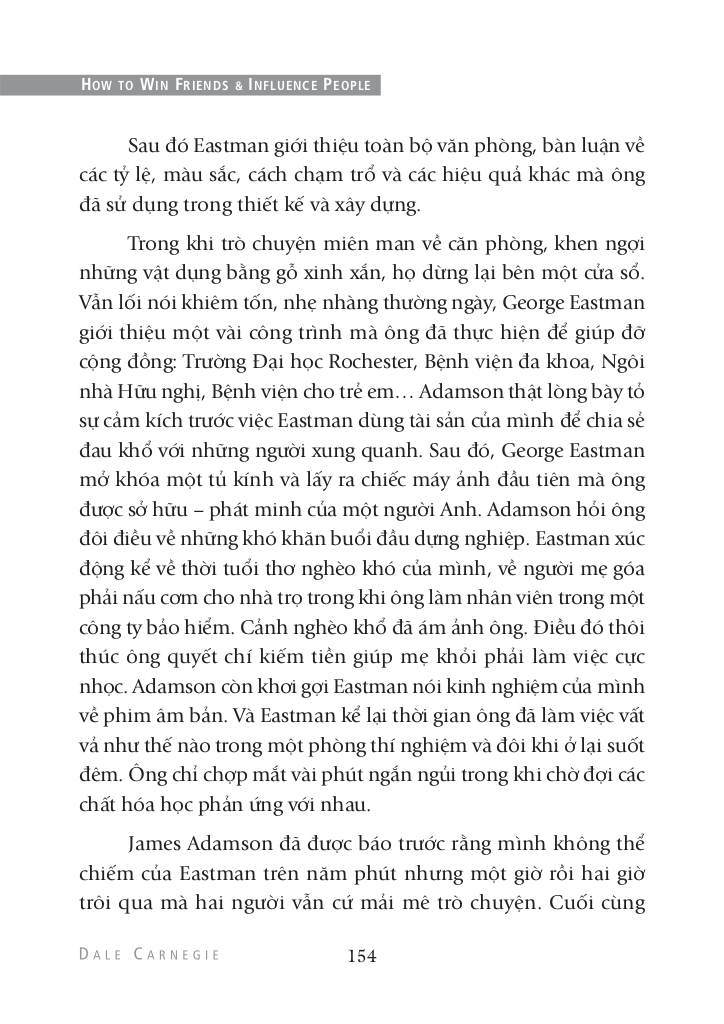 HOW TO WIN FRIENDS & INFLUENCE PEOPLE
Sau đó Eastman giới thiệu toàn bộ văn phòng, bàn luận về
các tỷ lệ, màu sắc, cách chạm trổ và các hiệu quả khác mà ông
đã sử dụng trong thiết kế và xây dựng.
Trong khi trò chuyện miên man về căn phòng, khen ngợi
những vật dụng bằng gỗ xinh xắn, họ dừng lại bên một cửa sổ.
Vẫn lối nói khiêm tốn, nhẹ nhàng thường ngày, George Eastman
giới thiệu một vài công trình mà ông đã thực hiện để giúp đỡ
cộng đồng: Trường Đại học Rochester, Bệnh viện đa khoa, Ngôi
nhà Hữu nghị, Bệnh viện cho trẻ em… Adamson thật lòng bày tỏ
sự cảm kích trước việc Eastman dùng tài sản của mình để chia sẻ
đau khổ với những người xung quanh. Sau đó, George Eastman
mở khóa một tủ kính và lấy ra chiếc máy ảnh đầu tiên mà ông
được sở hữu – phát minh của một người Anh. Adamson hỏi ông
đôi điều về những khó khăn buổi đầu dựng nghiệp. Eastman xúc
động kể về thời tuổi thơ nghèo khó của mình, về người mẹ góa
phải nấu cơm cho nhà trọ trong khi ông làm nhân viên trong một
công ty bảo hiểm. Cảnh nghèo khổ đã ám ảnh ông. Điều đó thôi
thúc ông quyết chí kiếm tiền giúp mẹ khỏi phải làm việc cực
nhọc. Adamson còn khơi gợi Eastman nói kinh nghiệm của mình
về phim âm bản. Và Eastman kể lại thời gian ông đã làm việc vất
vả như thế nào trong một phòng thí nghiệm và đôi khi ở lại suốt
đêm. Ông chỉ chợp mắt vài phút ngắn ngủi trong khi chờ đợi các
chất hóa học phản ứng với nhau.
James Adamson đã được báo trước rằng mình không thể
chiếm của Eastman trên năm phút nhưng một giờ rồi hai giờ
trôi qua mà hai người vẫn cứ mải mê trò chuyện. Cuối cùng
DALE CARNEGIE
154